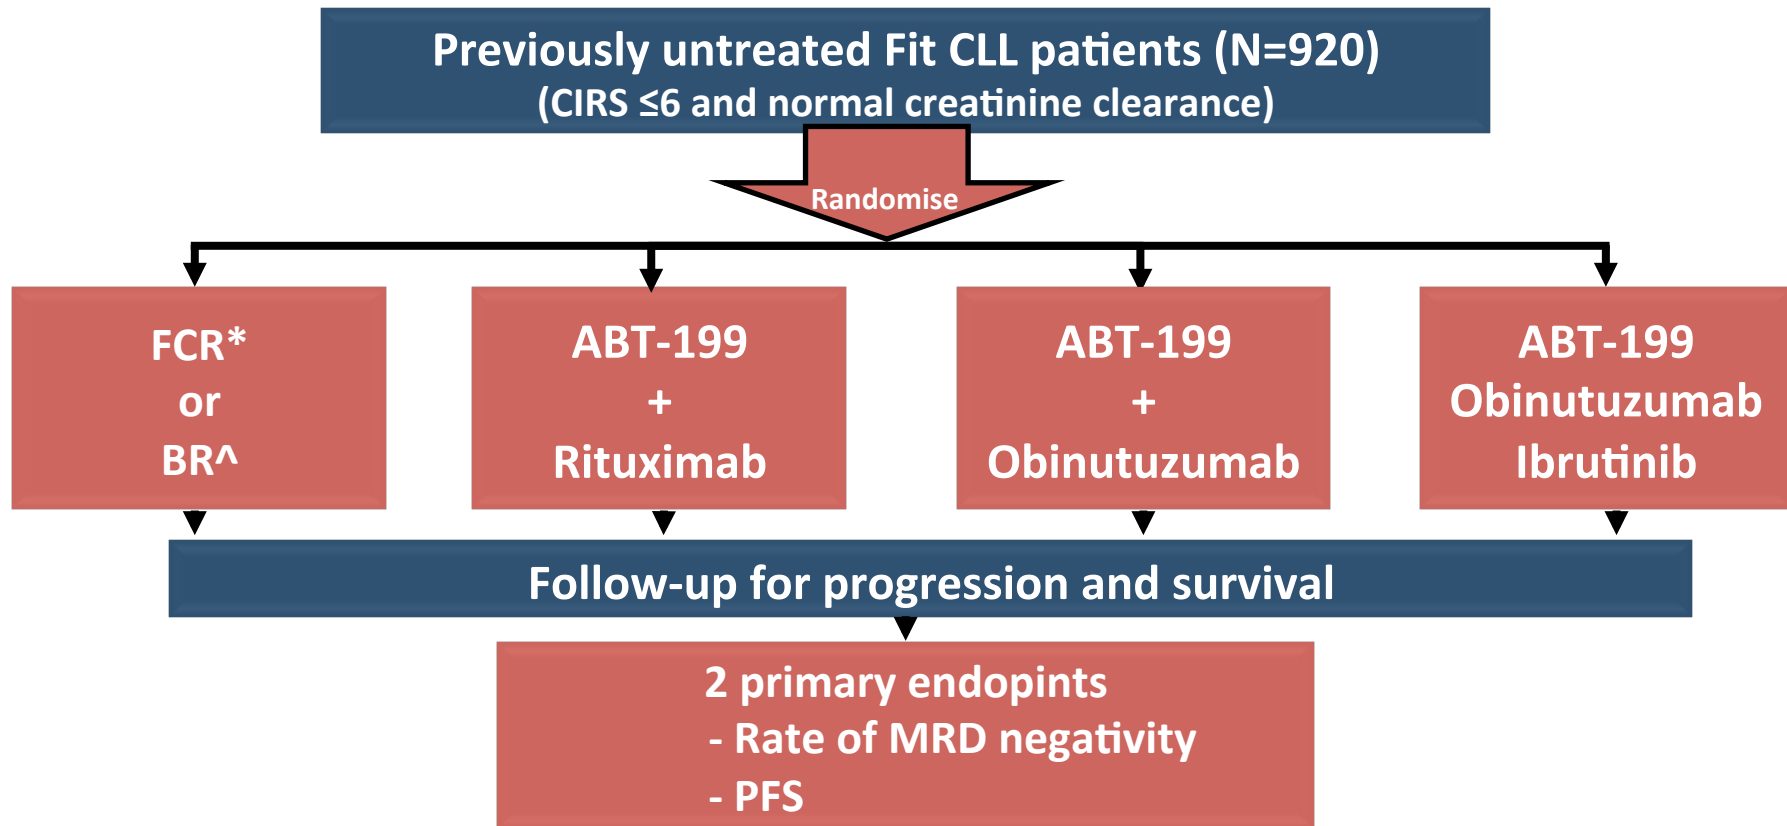 Previously untreated Fit CLL patients (N=920)
(CIRS ≤6 and normal creatinine clearance)
Randomise
FCR*
or
BR^
ABT-199
+
Rituximab
ABT-199
+
Obinutuzumab
ABT-199
Obinutuzumab
Ibrutinib
Follow-up for progression and survival
2 primary endopints
- Rate of MRD negativity
- PFS